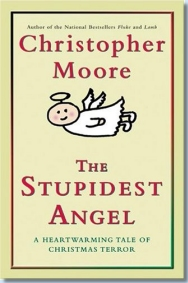 Author of the National Bestsellers Fluke and Lamb
Christopher
Moore
The
Stupidest
Angel
A Heartwarming Tale of
Christmas Terror